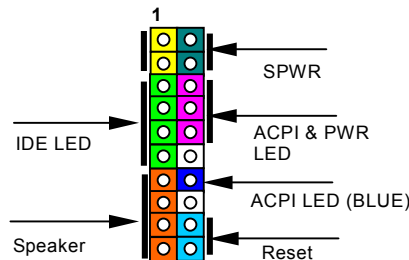 1
SPWR
IDE LED
ACPI & PWR
LED
ACPI LED (BLUE)
Speaker
Reset